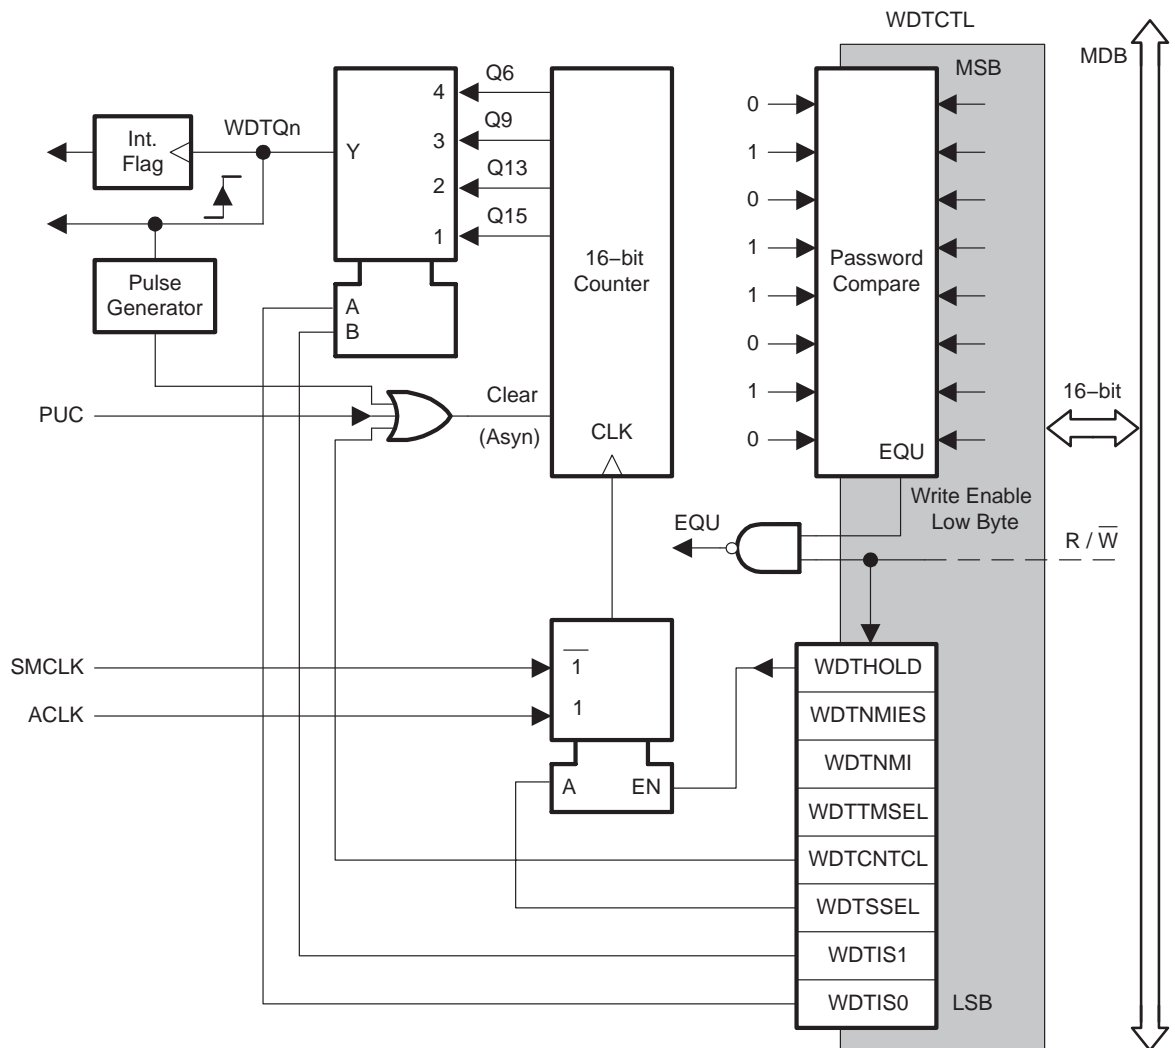 WDTCTL
MDB
MSB
Int.
Flag
WDTQn
Y
4
3
2
1
Q6
Q9
Q13
Q15
16−bit
Counter
0
1
0
1
1
0
1
0
Password
Compare
EQU
Pulse
Generator
A
B
PUC
Clear
(Asyn)
CLK
16−bit
Write Enable
Low Byte
EQU
R / W̅
SMCLK
ACLK
1̅
1
A
EN
WDTHOLD
WDTNMIES
WDTNMI
WDTTMSEL
WDTCNTCL
WDTSSEL
WDTIS1
WDTIS0
LSB